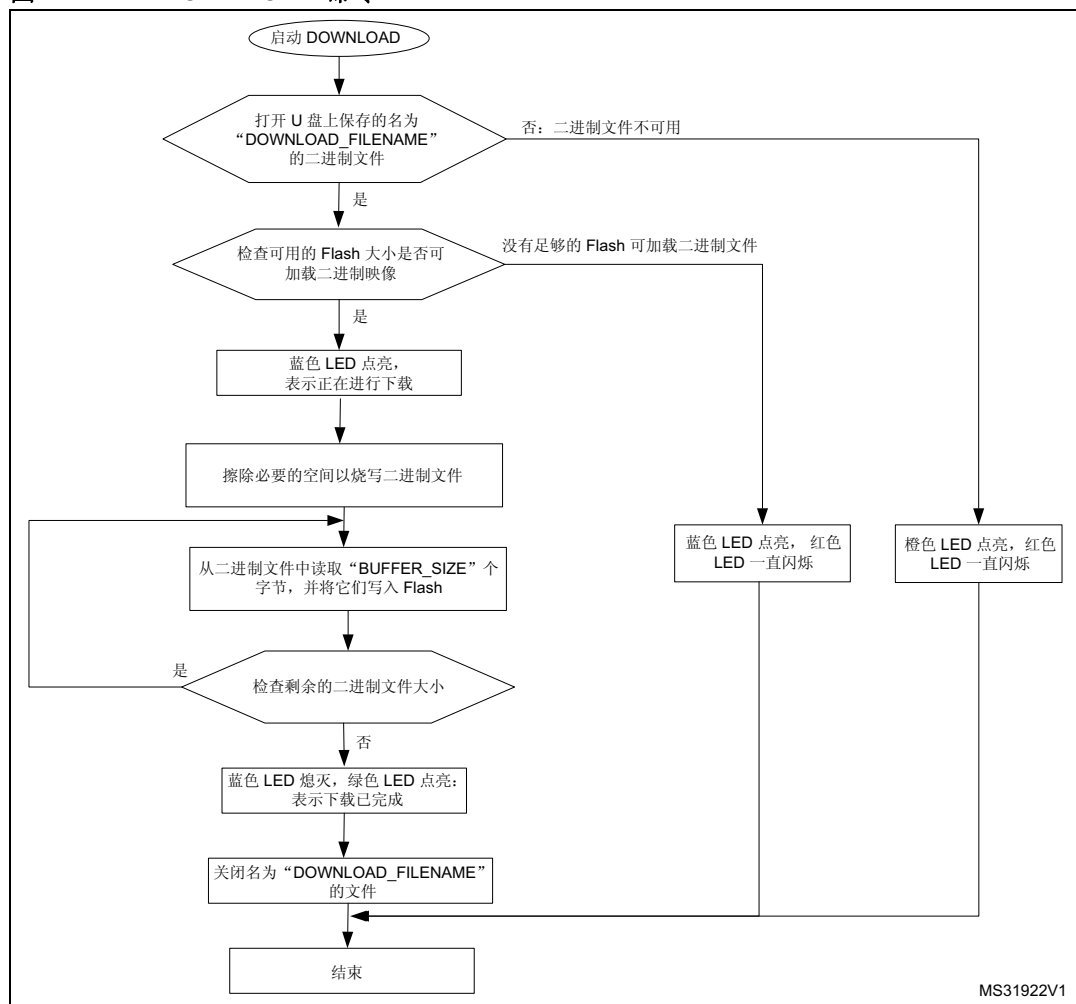 启动 DOWNLOAD
打开 U 盘上保存的名为
“DOWNLOAD_FILENAME”
的二进制文件
否：二进制文件不可用
是
检查可用的 Flash 大小是否可
加载二进制映像
没有足够的 Flash 可加载二进制文件
是
蓝色 LED 点亮，
表示正在进行下载
擦除必要的空间以烧写二进制文件
蓝色 LED 点亮， 红色
LED 一直闪烁
橙色 LED 点亮，红色
LED 一直闪烁
从二进制文件中读取“BUFFER_SIZE”个
字节，并将它们写入 Flash
是
检查剩余的二进制文件大小
否
蓝色 LED 熄灭，绿色 LED 点亮：
表示下载已完成
关闭名为“DOWNLOAD_FILENAME”
的文件
结束
MS31922V1